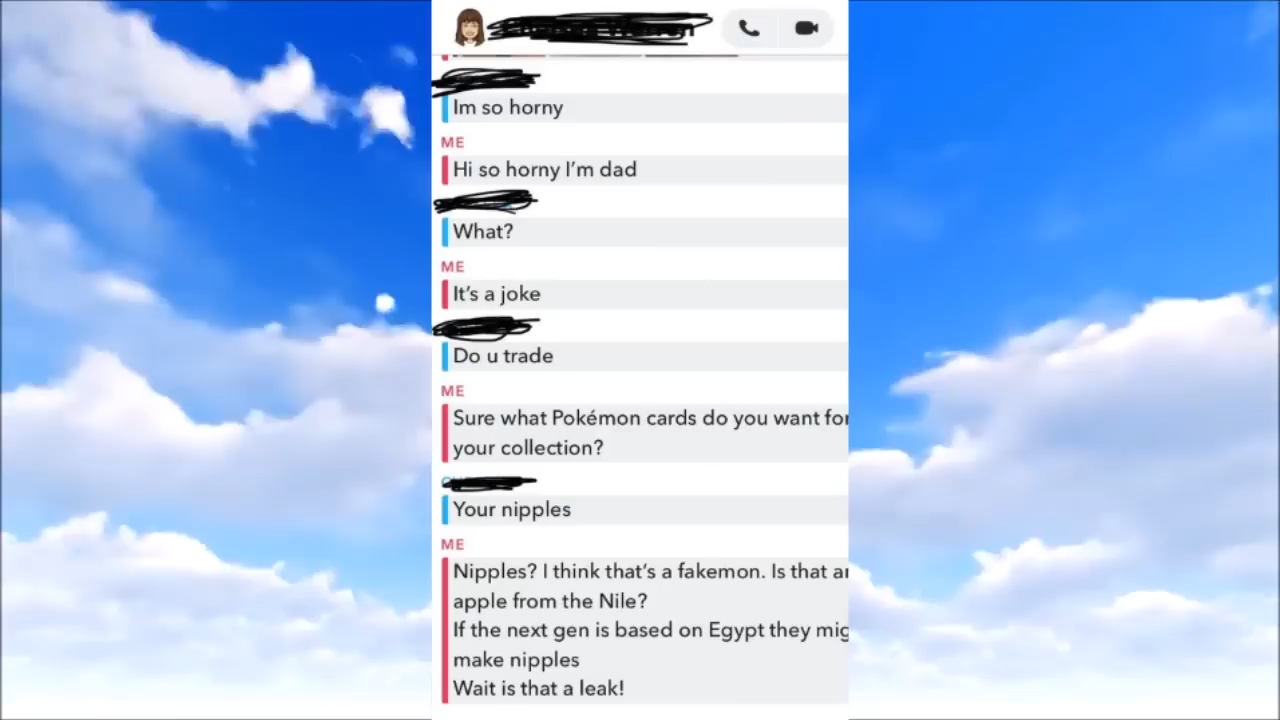 Im so horny
ME
Hi so horny I'm dad
What?
ME
It's a joke
Do u trade
ME
Sure what Pokémon cards do you want for
your collection?
Your nipples
ME
Nipples? I think that's a fakemon. Is that
apple from the Nile?
If the next gen is based on Egypt they
make nipples
Wait is that a leak!